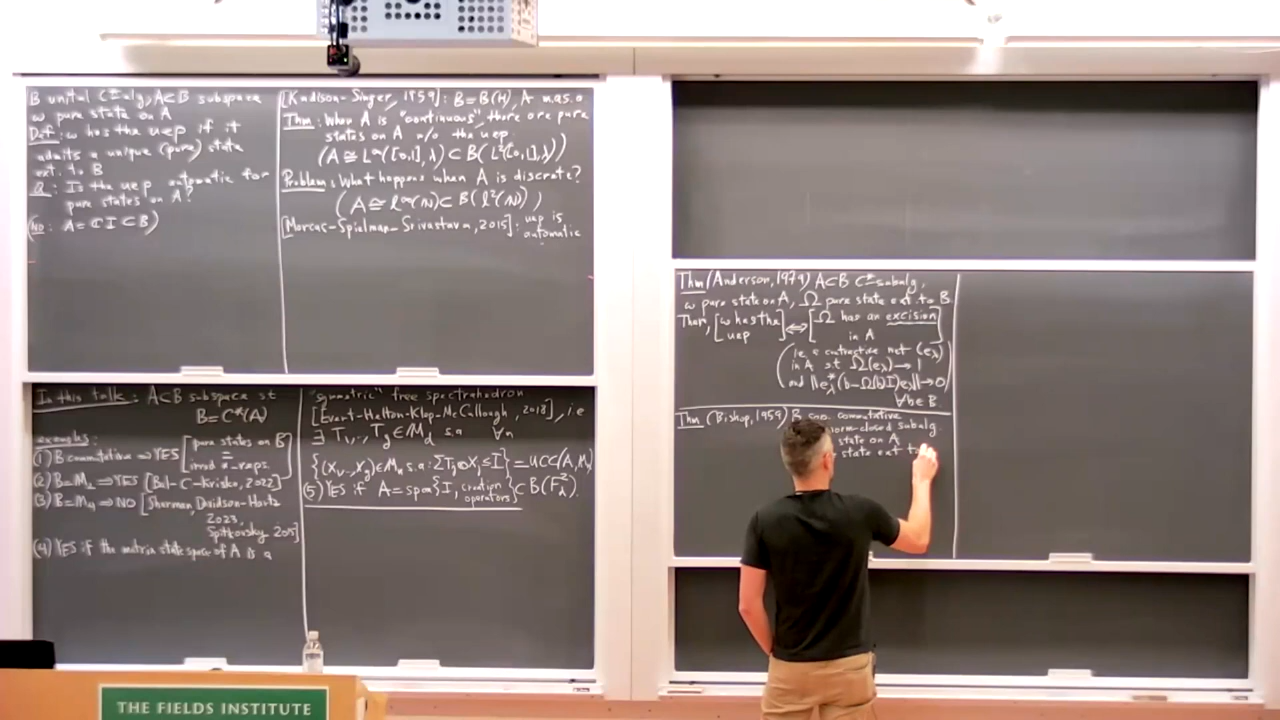 B unital C*-alg, A⊂B subspace
ω pure state on A
Def: ω has the uep if it
admits a unique (pure) state
ext. to B
Q: Is the uep automatic for
pure states on A?
(No: A = ℂI ⊂ B)
[Kadison-Singer, 1959]: B=B(H), A m.a.s.a
Thm: When A is "continuous", there are pure
states on A w/o the uep.
(A ≅ L^∞([0,1], λ) ⊂ B(L²([0,1], λ))
Problem: What happens when A is discrete?
(A ≅ ℓ^∞(ℕ) ⊂ B(ℓ²(ℕ)))
[Marcus-Spielman-Srivastava, 2015]: uep is
automatic
In this talk: A⊂B subspace st
B = C*(A)
examples:
(1) B commutative ⇒ YES [pure states on B
=
irred *-reps.]
(2) B=M₂ ⇒ YES
(3) B=M₄ ⇒ NO [Sherman, Davidson-Hartz
2023,
Spitkovsky 2015]
(4) YES if the matrix state space of A is a
"symmetric" free spectrahedron
[Evert-Helton-Klep-McCullough, 2018], i.e
∃ T₁,.., T_g ∈ M_d s.a ∀n
{(X₁,..,X_g) ∈ M_n s.a : ΣT_j⊗X_j ≤ I} = UCC(A, M_n)
(5) YES if A = span{I, creation operators} ⊂ B(F²_d).
Thm (Anderson, 1979) A⊂B C*-subalg,
ω pure state on A, Ω pure state ext. to B.
Then, [ω has the uep] ⟺ [Ω has an excision
in A]
(ie a contractive net (e_λ)
in A st Ω(e_λ) → 1
and ‖e_λ*(b − Ω(b)I)e_λ‖ → 0)
∀b∈B.
Thm (Bishop, 1959) B commutative
norm-closed subalg.
state on A
state ext to
THE FIELDS INSTITUTE